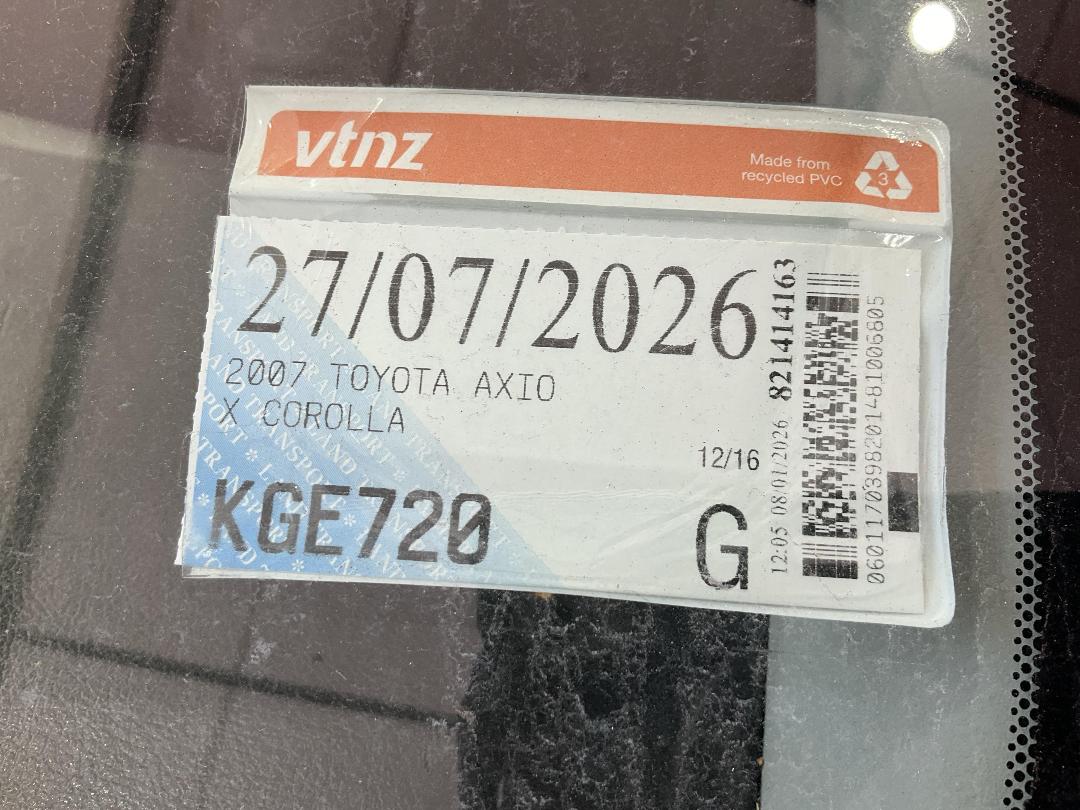 vtnz
Made from
recycled PVC
3
27/07/2026
2007 TOYOTA AXIO
X COROLLA
12/16
KGE720
G
12:05 08/01/2026 821414163
0601170398201481006805